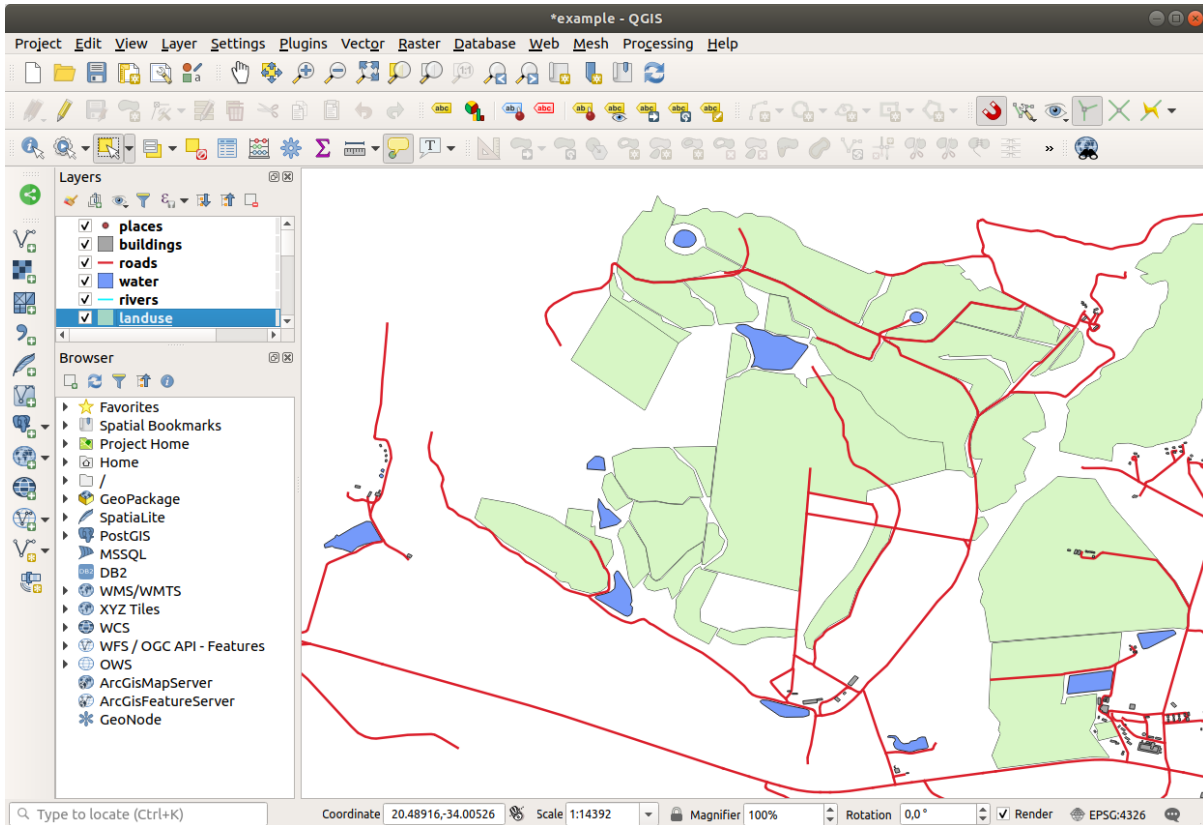 *example - QGIS
Project Edit View Layer Settings Plugins Vector Raster Database Web Mesh Processing Help
Layers
places
buildings
roads
water
rivers
landuse
Browser
Favorites
Spatial Bookmarks
Project Home
Home
/
GeoPackage
SpatiaLite
PostGIS
MSSQL
DB2
WMS/WMTS
XYZ Tiles
WCS
WFS / OGC API - Features
OWS
ArcGisMapServer
ArcGisFeatureServer
GeoNode
Type to locate (Ctrl+K) Coordinate 20.48916,-34.00526 Scale 1:14392 Magnifier 100% Rotation 0,0° Render EPSG:4326